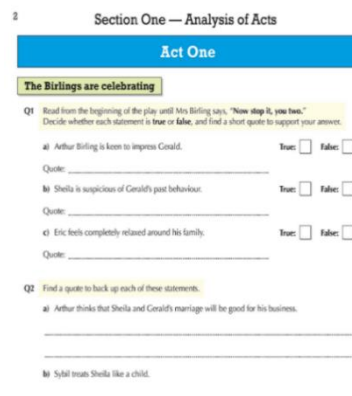 2
Section One — Analysis of Acts
Act One
The Birlings are celebrating
Q1 Read from the beginning of the play until Mrs Birling says, "Now stop it, you two."
Decide whether each statement is true or false, and find a short quote to support your answer.
a) Arthur Birling is keen to impress Gerald. True: False:
Quote:
b) Sheila is suspicious of Gerald's past behaviour. True: False:
Quote:
c) Eric feels completely relaxed around his family. True: False:
Quote:
Q2 Find a quote to back up each of these statements.
a) Arthur thinks that Sheila and Gerald's marriage will be good for his business.
b) Sybil treats Sheila like a child.